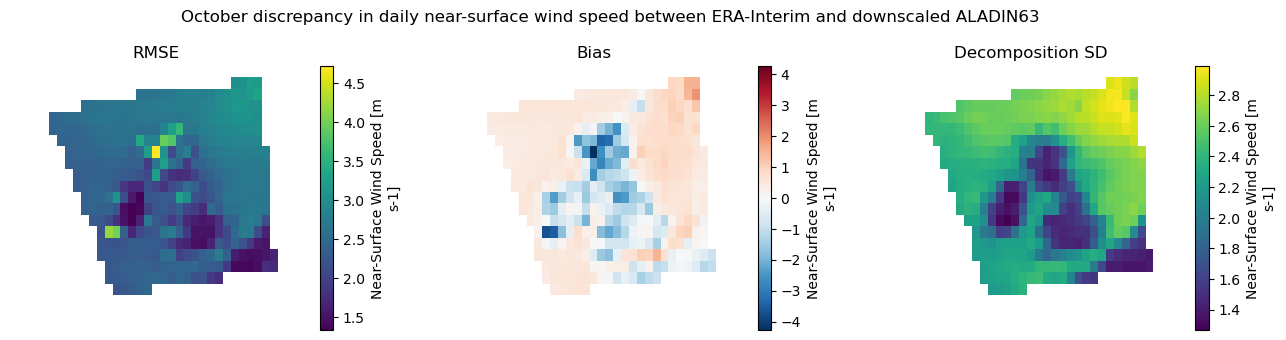 October discrepancy in daily near-surface wind speed between ERA-Interim and downscaled ALADIN63
RMSE
4.5
4.0
3.5
3.0
2.5
2.0
1.5
Near-Surface Wind Speed [m
s-1]
Bias
4
3
2
1
0
−1
−2
−3
−4
Near-Surface Wind Speed [m
s-1]
Decomposition SD
2.8
2.6
2.4
2.2
2.0
1.8
1.6
1.4
Near-Surface Wind Speed [m
s-1]